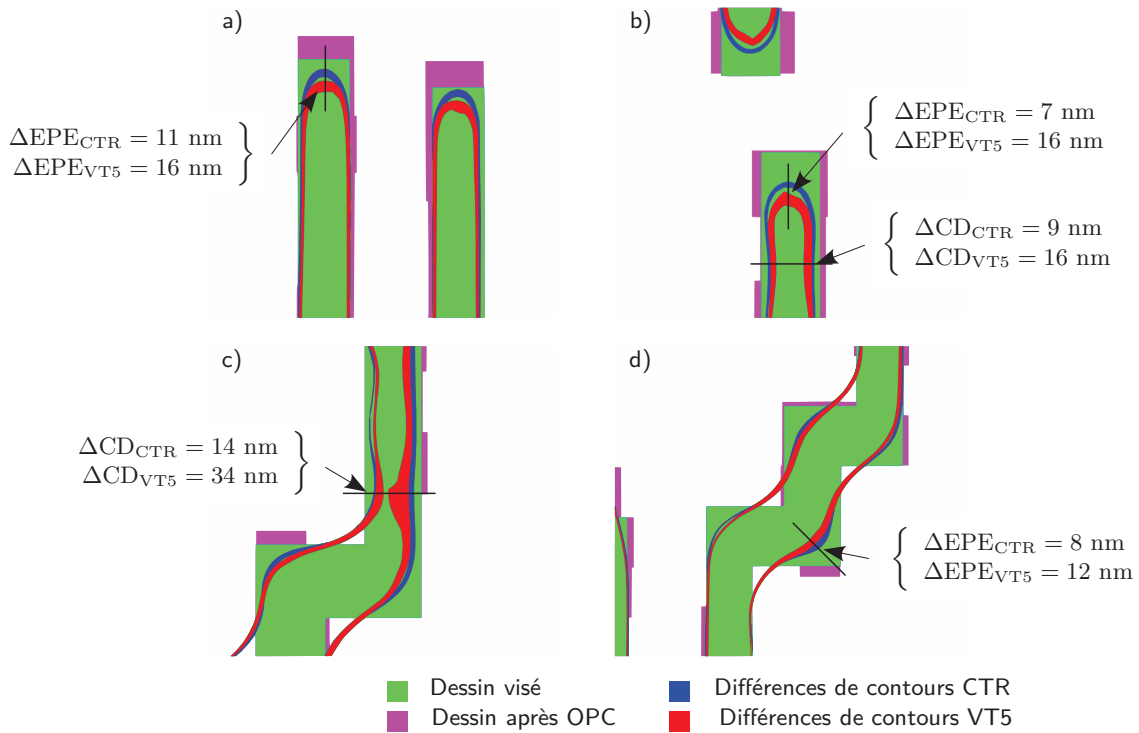 a)
ΔEPE_CTR = 11 nm
ΔEPE_VT5 = 16 nm
b)
ΔEPE_CTR = 7 nm
ΔEPE_VT5 = 16 nm
ΔCD_CTR = 9 nm
ΔCD_VT5 = 16 nm
c)
ΔCD_CTR = 14 nm
ΔCD_VT5 = 34 nm
d)
ΔEPE_CTR = 8 nm
ΔEPE_VT5 = 12 nm
Dessin visé
Dessin après OPC
Différences de contours CTR
Différences de contours VT5